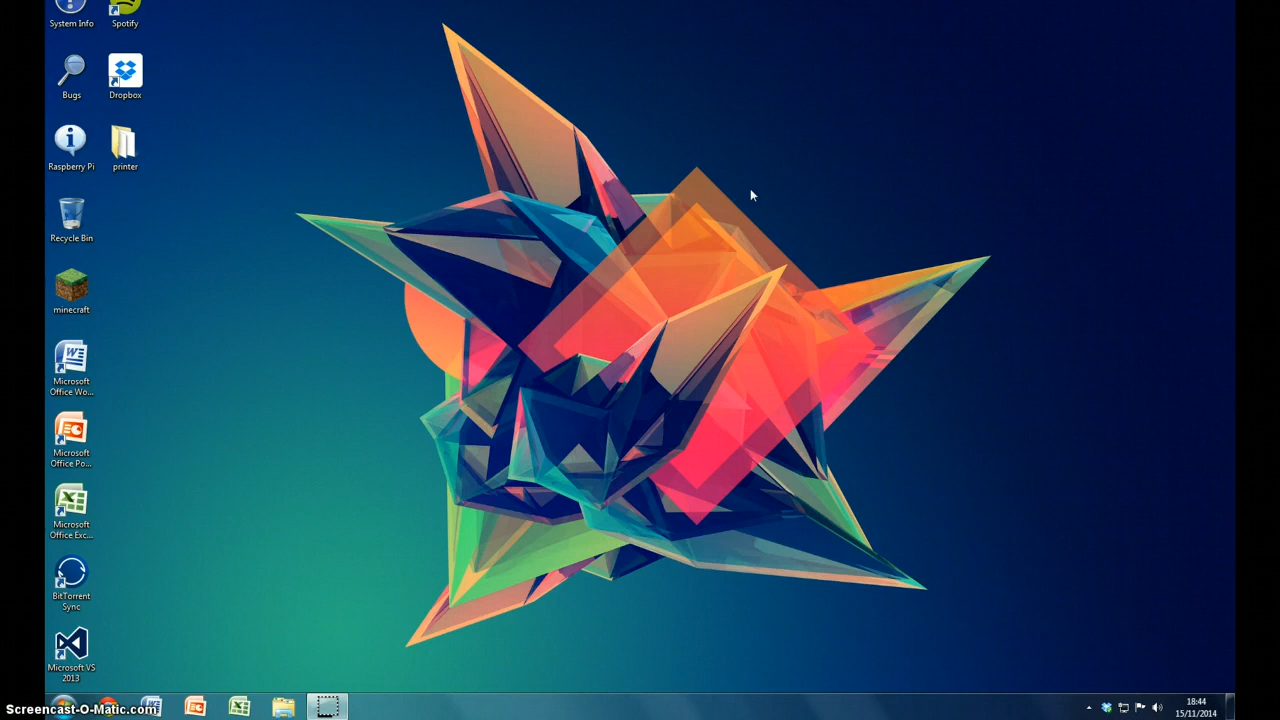 System Info
Spotify
Bugs
Dropbox
Raspberry Pi
printer
Recycle Bin
minecraft
Microsoft
Office Wo...
Microsoft
Office Po...
Microsoft
Office Exc...
BitTorrent
Sync
Microsoft VS
2013
Screencast-O-Matic.com
18:44
15/11/2014